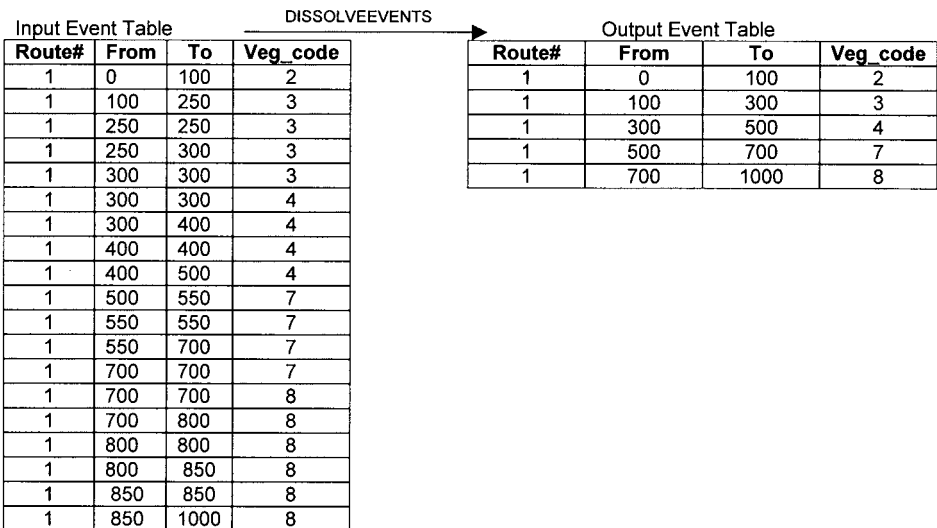 DISSOLVEEVENTS
Input Event Table
Route# From To Veg_code
1 0 100 2
1 100 250 3
1 250 250 3
1 250 300 3
1 300 300 3
1 300 300 4
1 300 400 4
1 400 400 4
1 400 500 4
1 500 550 7
1 550 550 7
1 550 700 7
1 700 700 7
1 700 700 8
1 700 800 8
1 800 800 8
1 800 850 8
1 850 850 8
1 850 1000 8
Output Event Table
Route# From To Veg_code
1 0 100 2
1 100 300 3
1 300 500 4
1 500 700 7
1 700 1000 8